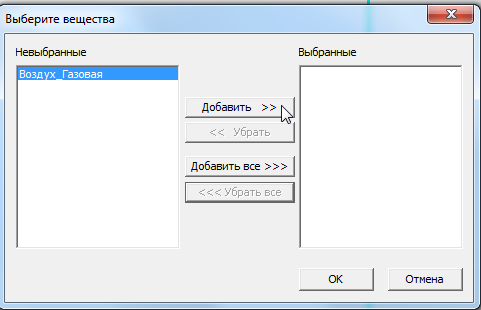 Выберите вещества
Невыбранные
Выбранные
Воздух_Газовая
Добавить >>
<< Убрать
Добавить все >>>
<<< Убрать все
OK
Отмена